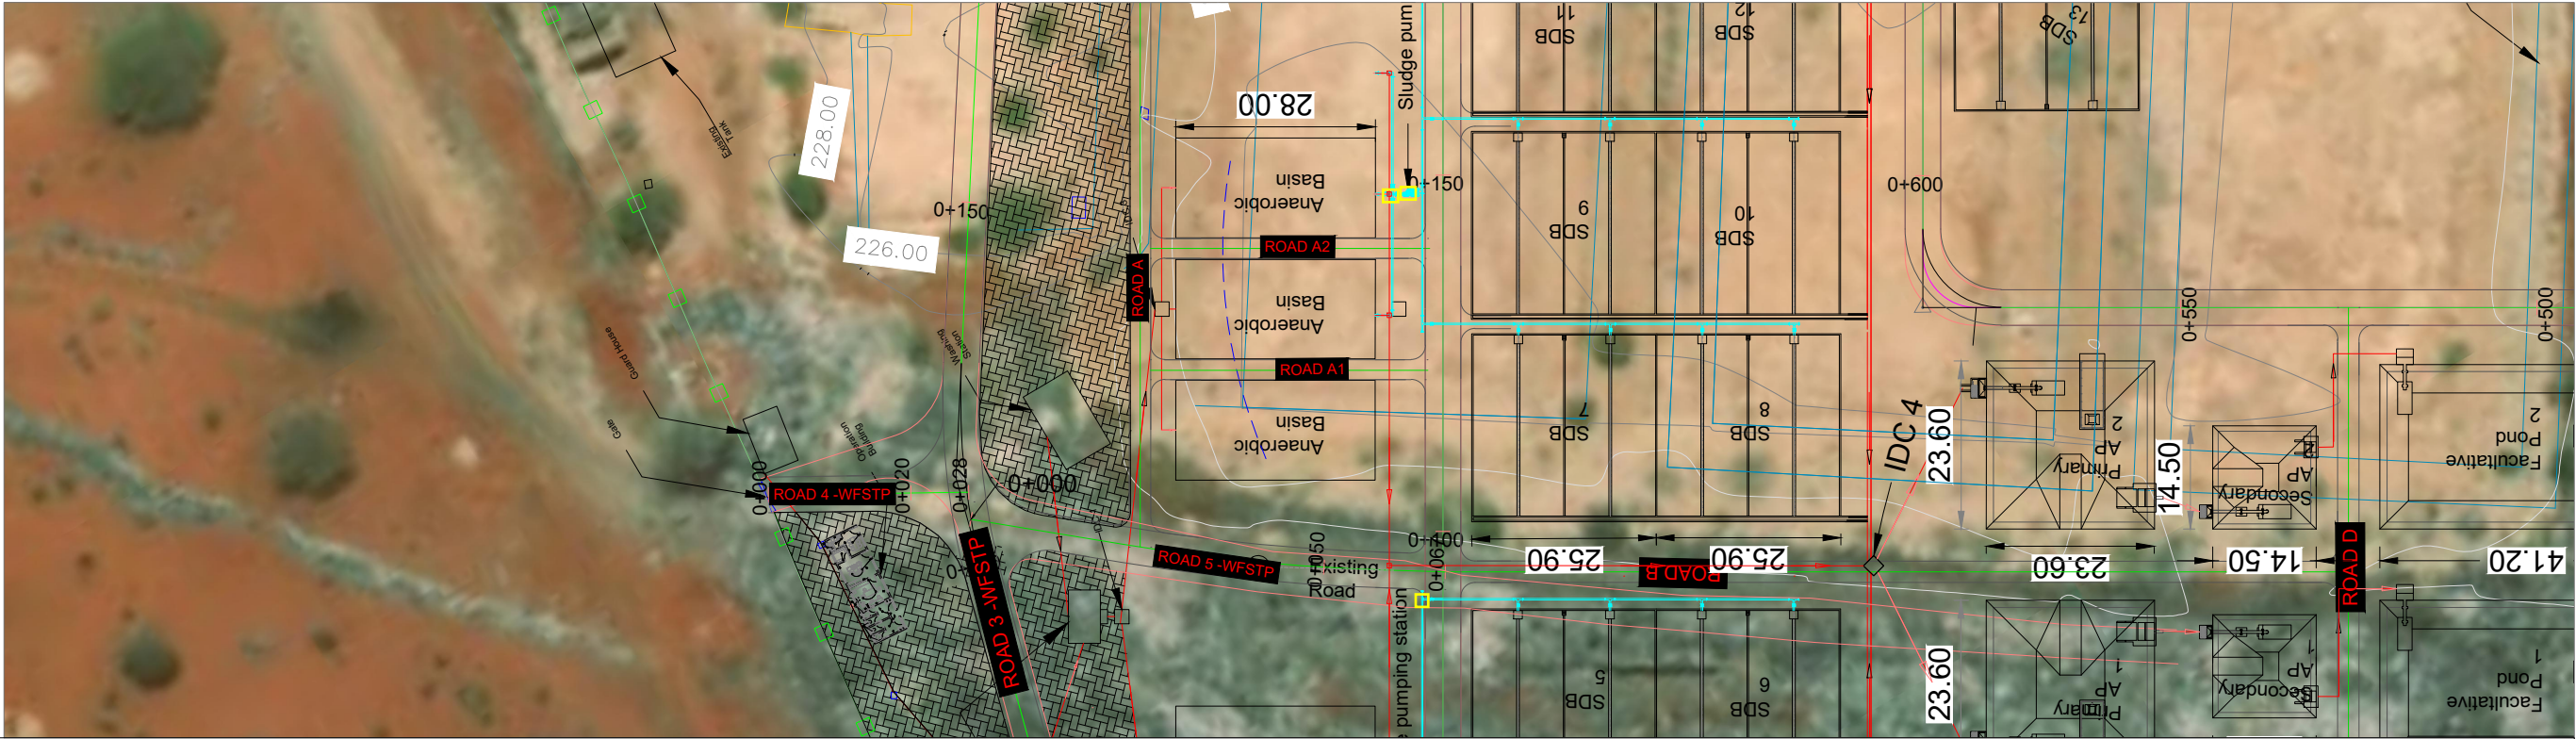 11
SDB
12
SDB
13
SDB
Sludge pum
28.00
Existing
Tank
228.00
226.00
0+150
Anaerobic
Basin
0+150
9
SDB
10
SDB
0+600
ROAD A2
ROAD A
Anaerobic
Basin
0+550
0+500
Guard House
Washing
Station
ROAD A1
Anaerobic
Basin
7
SDB
8
SDB
IDC 4
23.60
Primary
AP
2
14.50
Secondary
AP
2
Facultative
Pond
2
Gate
Operation
Building
0+000
ROAD 4 -WFSTP
0+020
0+028
0+000
ROAD 3 -WFSTP
ROAD 5 -WFSTP
0+050
Existing
Road
0+100
0+06
25.90
ROAD B
25.90
23.60
14.50
ROAD D
41.20
pumping station
5
SDB
6
SDB
23.60
Primary
AP
1
Secondary
AP
1
Facultative
Pond
1